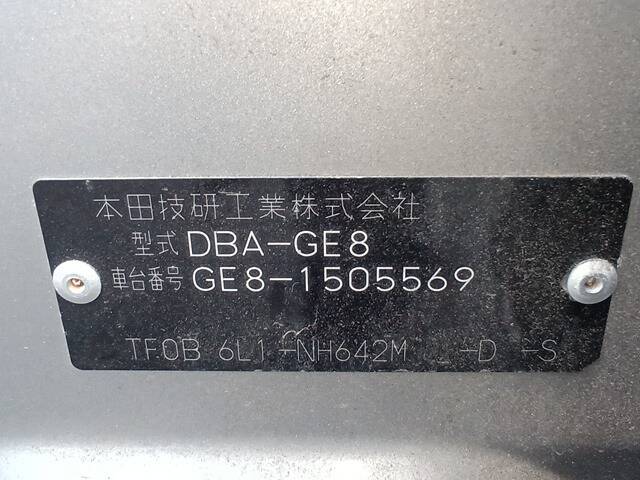 本田技研工業株式会社
型式 DBA-GE8
車台番号 GE8-1505569
TF0B 6L1-NH642M -D -S